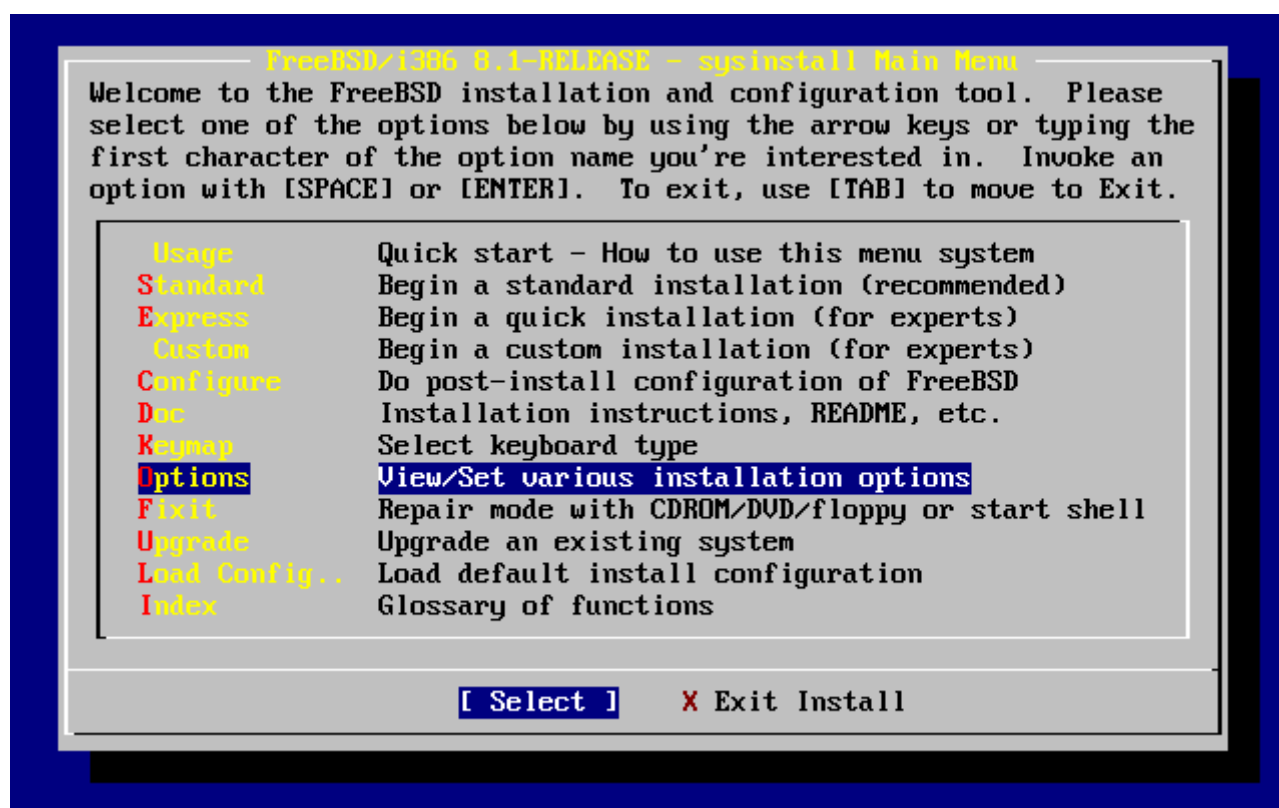 FreeBSD/i386 8.1-RELEASE - sysinstall Main Menu
Welcome to the FreeBSD installation and configuration tool.  Please
select one of the options below by using the arrow keys or typing the
first character of the option name you're interested in.  Invoke an
option with [SPACE] or [ENTER].  To exit, use [TAB] to move to Exit.
Usage Quick start - How to use this menu system
Standard Begin a standard installation (recommended)
Express Begin a quick installation (for experts)
Custom Begin a custom installation (for experts)
Configure Do post-install configuration of FreeBSD
Doc Installation instructions, README, etc.
Keymap Select keyboard type
Options View/Set various installation options
Fixit Repair mode with CDROM/DVD/floppy or start shell
Upgrade Upgrade an existing system
Load Config.. Load default install configuration
Index Glossary of functions
[ Select ] X Exit Install